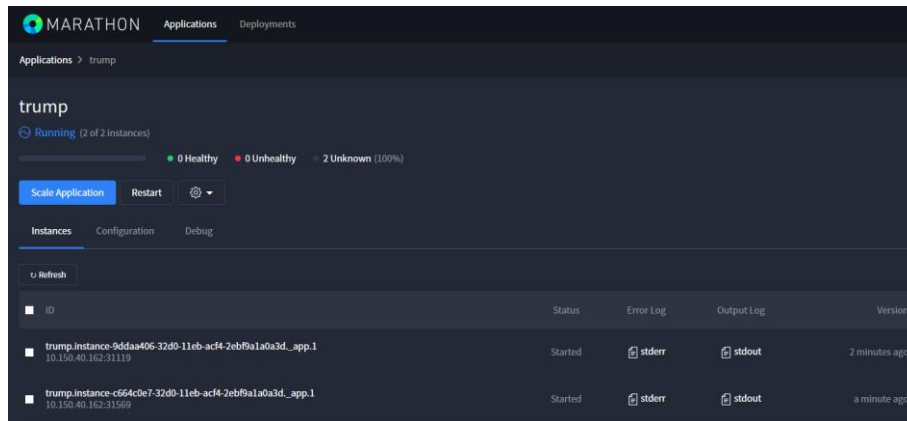 MARATHON Applications Deployments
Applications > trump
trump
Running (2 of 2 instances)
0 Healthy 0 Unhealthy 2 Unknown (100%)
Scale Application Restart
Instances Configuration Debug
Refresh
ID Status Error Log Output Log Version
trump.instance-9ddaa406-32d0-11eb-acf4-2ebf9a1a0a3d._app.1
10.150.40.162:31119
Started stderr stdout 2 minutes ago
trump.instance-c664c0e7-32d0-11eb-acf4-2ebf9a1a0a3d._app.1
10.150.40.162:31569
Started stderr stdout a minute ago